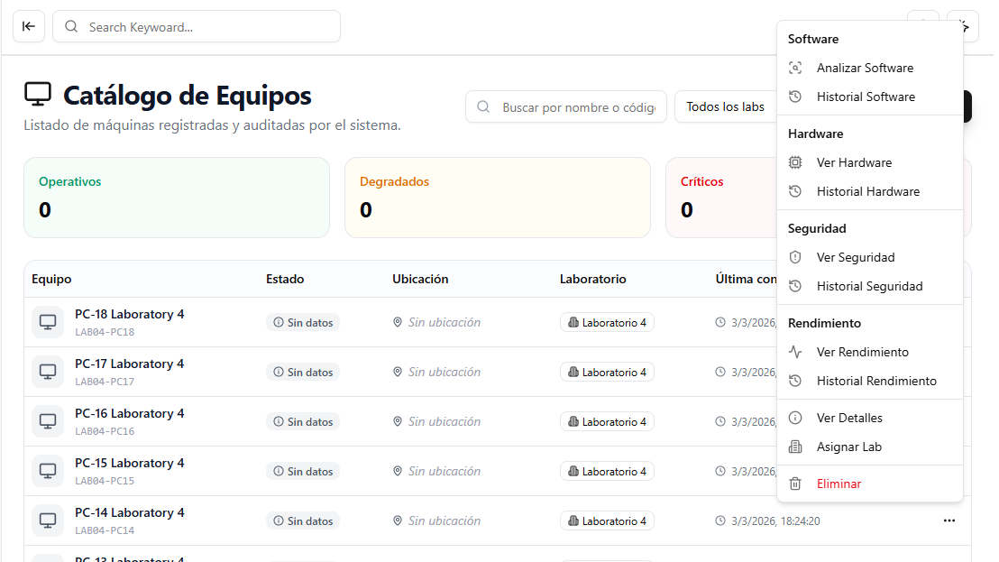 Search Keywoard...
Catálogo de Equipos
Listado de máquinas registradas y auditadas por el sistema.
Buscar por nombre o códig
Todos los labs
Operativos
0
Degradados
0
Críticos
0
Equipo Estado Ubicación Laboratorio Última con
PC-18 Laboratory 4
LAB04-PC18
Sin datos
Sin ubicación
Laboratorio 4
3/3/2026,
PC-17 Laboratory 4
LAB04-PC17
Sin datos
Sin ubicación
Laboratorio 4
3/3/2026,
PC-16 Laboratory 4
LAB04-PC16
Sin datos
Sin ubicación
Laboratorio 4
3/3/2026,
PC-15 Laboratory 4
LAB04-PC15
Sin datos
Sin ubicación
Laboratorio 4
3/3/2026,
PC-14 Laboratory 4
LAB04-PC14
Sin datos
Sin ubicación
Laboratorio 4
3/3/2026, 18:24:20
PC-13 Laboratory 4
Software
Analizar Software
Historial Software
Hardware
Ver Hardware
Historial Hardware
Seguridad
Ver Seguridad
Historial Seguridad
Rendimiento
Ver Rendimiento
Historial Rendimiento
Ver Detalles
Asignar Lab
Eliminar